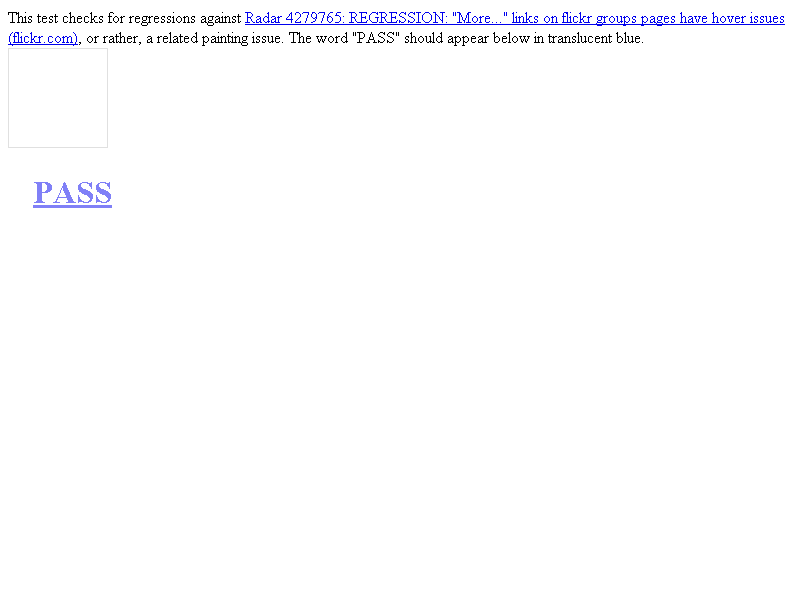 This test checks for regressions against Radar 4279765: REGRESSION: "More..." links on flickr groups pages have hover issues
(flickr.com), or rather, a related painting issue. The word "PASS" should appear below in translucent blue.
PASS